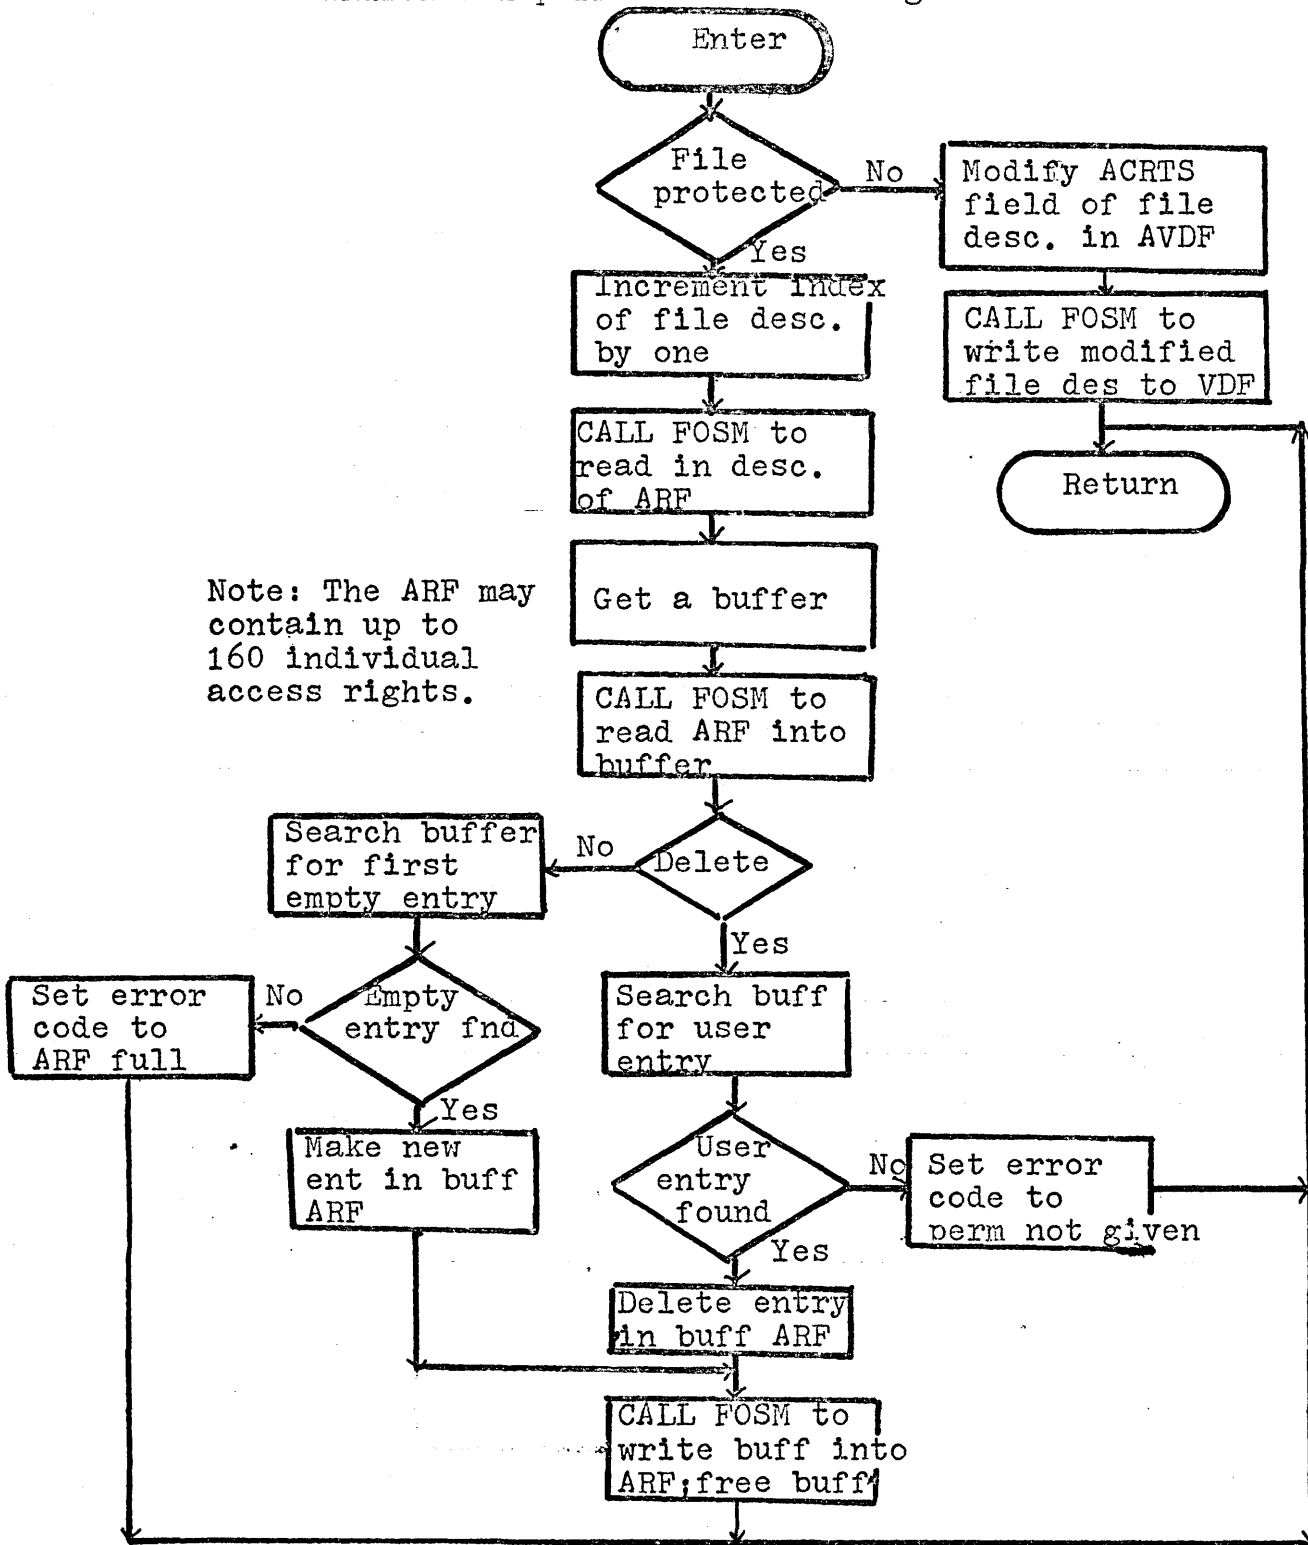 Enter
File
protected
No
Modify ACRTS
field of file
desc. in AVDF
Yes
Increment index
of file desc.
by one
CALL FOSM to
write modified
file des to VDF
CALL FOSM to
read in desc.
of ARF
Return
Note: The ARF may
contain up to
160 individual
access rights.
Get a buffer
CALL FOSM to
read ARF into
buffer
Delete
No
Search buffer
for first
empty entry
Yes
Search buff
for user
entry
Empty
entry fnd
No
Set error
code to
ARF full
Yes
Make new
ent in buff
ARF
User
entry
found
No
Set error
code to
perm not given
Yes
Delete entry
in buff ARF
CALL FOSM to
write buff into
ARF;free buff